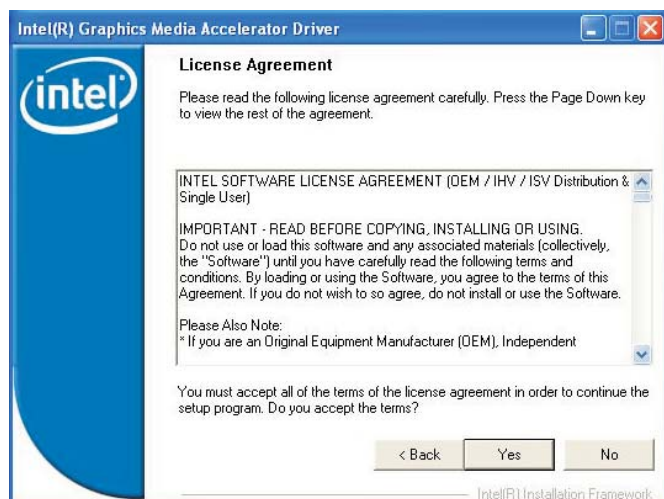 Intel(R) Graphics Media Accelerator Driver
intel
License Agreement
Please read the following license agreement carefully. Press the Page Down key
to view the rest of the agreement.
INTEL SOFTWARE LICENSE AGREEMENT (OEM / IHV / ISV Distribution &
Single User)
IMPORTANT - READ BEFORE COPYING, INSTALLING OR USING.
Do not use or load this software and any associated materials (collectively,
the "Software") until you have carefully read the following terms and
conditions. By loading or using the Software, you agree to the terms of this
Agreement. If you do not wish to so agree, do not install or use the Software.
Please Also Note:
* If you are an Original Equipment Manufacturer (OEM), Independent
You must accept all of the terms of the license agreement in order to continue the
setup program. Do you accept the terms?
< Back
Yes
No
Intel(R) Installation Framework